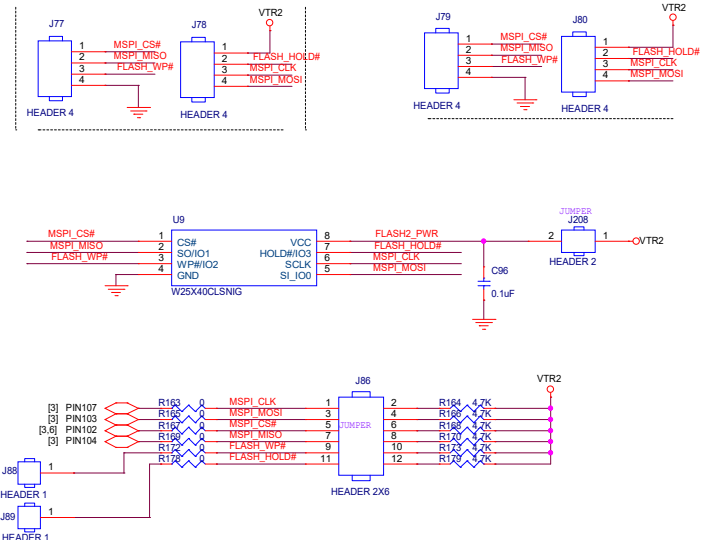 J77
1 MSPI_CS#
2 MSPI_MISO
3 FLASH_WP#
4
HEADER 4
J78
VTR2
1
2 FLASH_HOLD#
3 MSPI_CLK
4 MSPI_MOSI
HEADER 4
J79
1 MSPI_CS#
2 MSPI_MISO
3 FLASH_WP#
4
HEADER 4
J80
VTR2
1
2 FLASH_HOLD#
3 MSPI_CLK
4 MSPI_MOSI
HEADER 4
U9
MSPI_CS# 1 CS# VCC 8 FLASH2_PWR
MSPI_MISO 2 SO/IO1 HOLD#/IO3 7 FLASH_HOLD#
FLASH_WP# 3 WP#/IO2 SCLK 6 MSPI_CLK
4 GND SI_IO0 5 MSPI_MOSI
W25X40CLSNIG
C96
0.1uF
JUMPER
J208
2 1 VTR2
HEADER 2
J86
VTR2
[3] PIN107 R163 0 MSPI_CLK 1 2 R164 4.7K
[3] PIN103 R165 0 MSPI_MOSI 3 4 R166 4.7K
[3,6] PIN102 R167 0 MSPI_CS# 5 JUMPER 6 R168 4.7K
[3] PIN104 R169 0 MSPI_MISO 7 8 R170 4.7K
R172 0 FLASH_WP# 9 10 R173 4.7K
R178 0 FLASH_HOLD# 11 12 R179 4.7K
HEADER 2X6
J88 1
HEADER 1
J89 1
HEADER 1